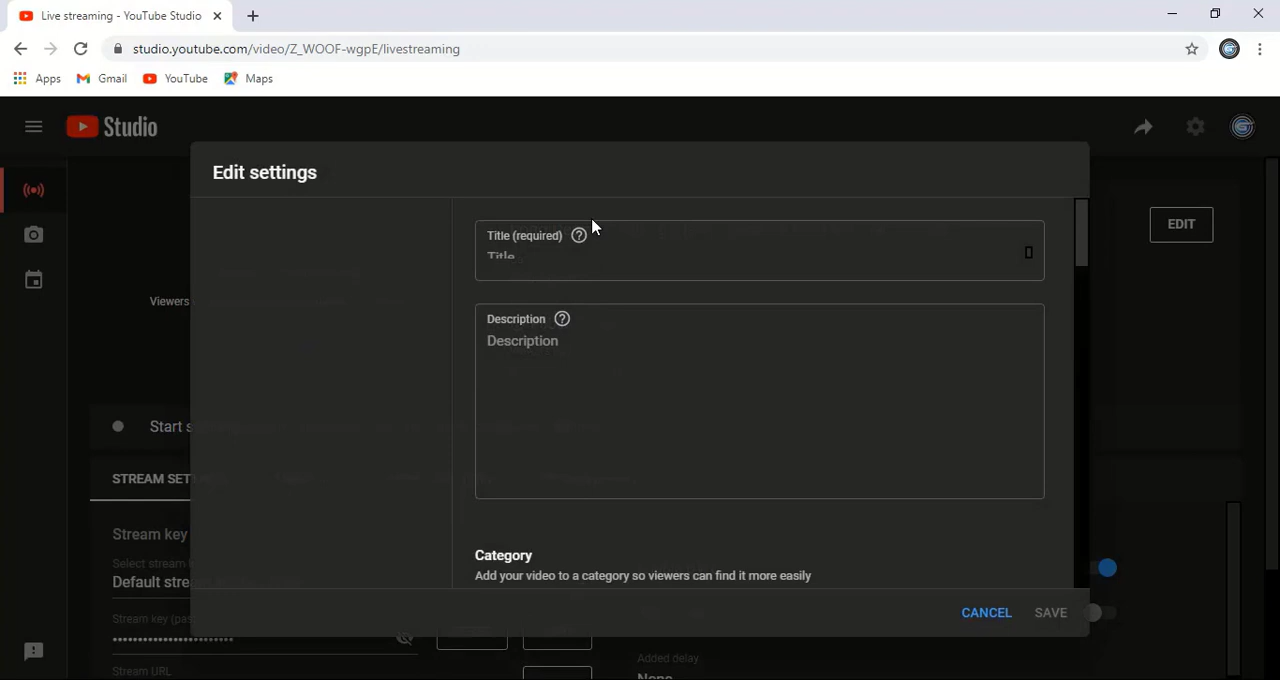 Live streaming - YouTube Studio
studio.youtube.com/video/Z_WOOF-wgpE/livestreaming
Apps Gmail YouTube Maps
Studio
Edit settings
Title (required)
Title
EDIT
Viewers
Description
Description
Start s
STREAM SET
Stream key
Category
Add your video to a category so viewers can find it more easily
Select stream
Default stre
CANCEL SAVE
Stream key (pas
Added delay
Stream URL
None